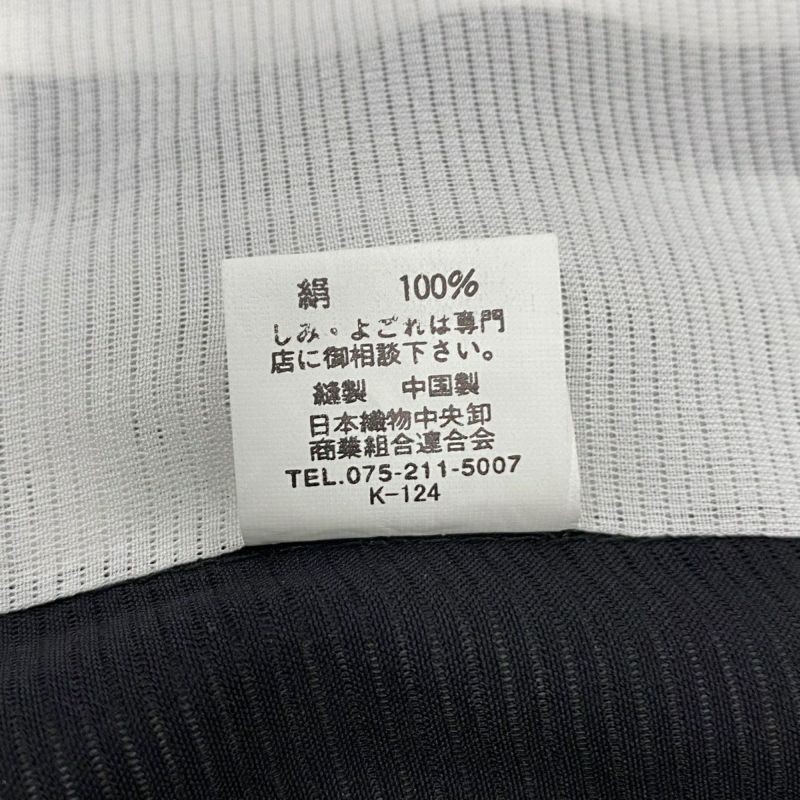 絹 100%
しみ・よごれは専門
店に御相談下さい。
縫製 中国製
日本織物中央卸
商業組合連合会
TEL.075-211-5007
K-124